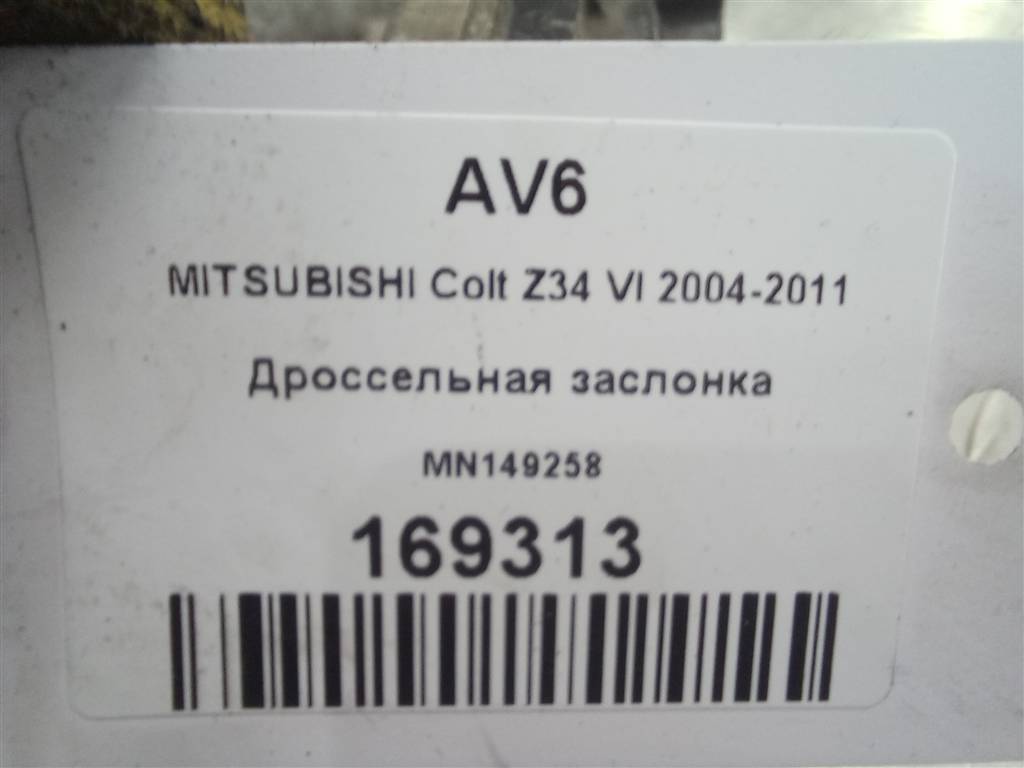 AV6
MITSUBISHI Colt Z34 VI 2004-2011
Дроссельная заслонка
MN149258
169313